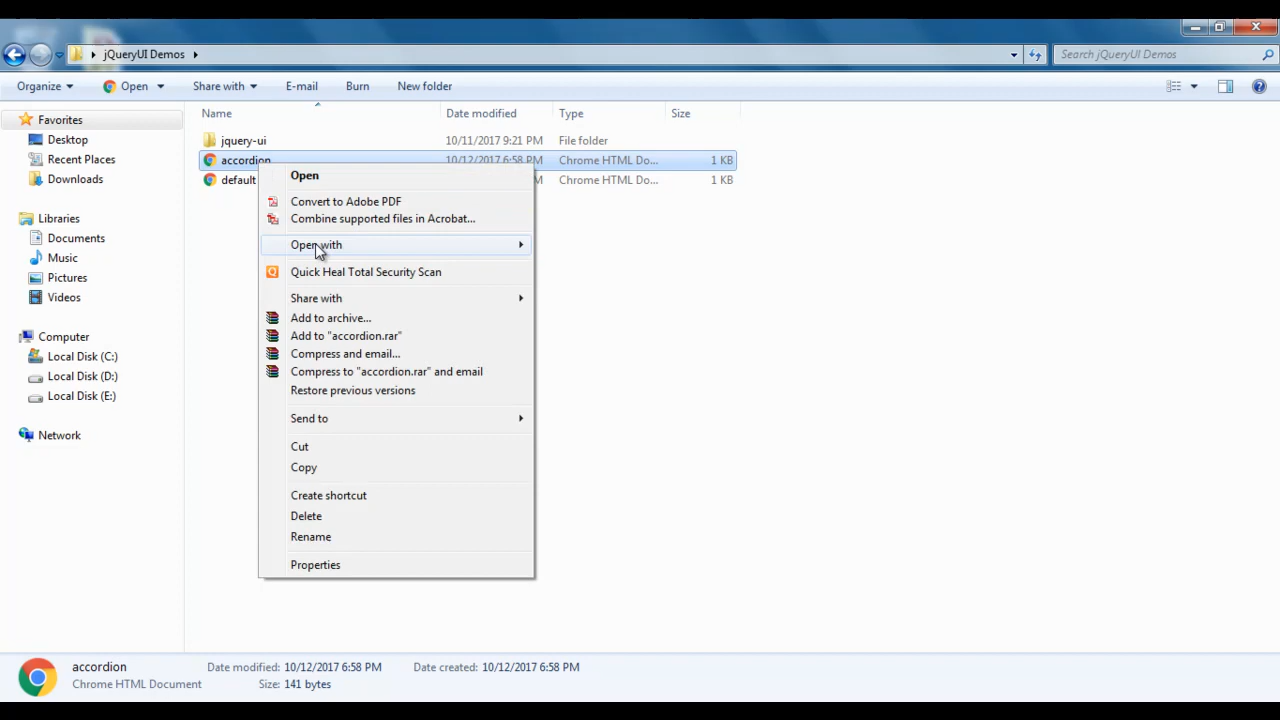 jQueryUI Demos
Search jQueryUI Demos
Organize Open Share with E-mail Burn New folder
Name Date modified Type Size
Favorites
Desktop
Recent Places
Downloads
Libraries
Documents
Music
Pictures
Videos
Computer
Local Disk (C:)
Local Disk (D:)
Local Disk (E:)
Network
jquery-ui 10/11/2017 9:21 PM File folder
accordion 10/12/2017 6:58 PM Chrome HTML Do... 1 KB
default M Chrome HTML Do... 1 KB
Open
Convert to Adobe PDF
Combine supported files in Acrobat...
Open with
Quick Heal Total Security Scan
Share with
Add to archive...
Add to "accordion.rar"
Compress and email...
Compress to "accordion.rar" and email
Restore previous versions
Send to
Cut
Copy
Create shortcut
Delete
Rename
Properties
accordion Date modified: 10/12/2017 6:58 PM Date created: 10/12/2017 6:58 PM
Chrome HTML Document Size: 141 bytes